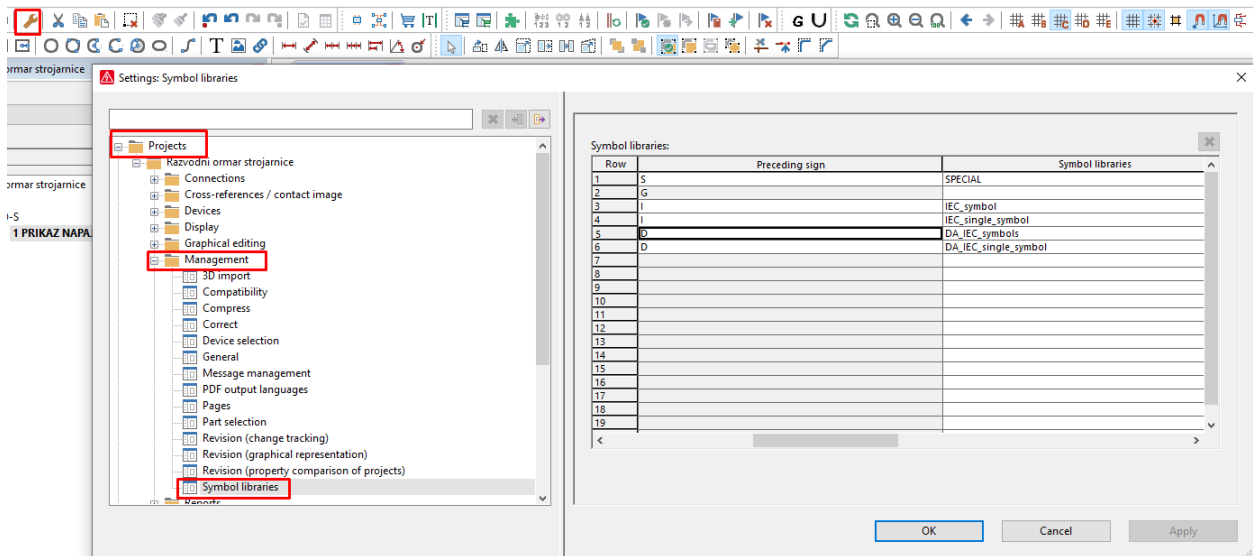 G U
T
ormar strojarnice
Settings: Symbol libraries
Projects
Razvodni ormar strojarnice
Connections
Cross-references / contact image
Devices
Display
Graphical editing
Management
3D import
Compatibility
Compress
Correct
Device selection
General
Message management
PDF output languages
Pages
Part selection
Revision (change tracking)
Revision (graphical representation)
Revision (property comparison of projects)
Symbol libraries
Reports
ormar strojarnice
)-S
1 PRIKAZ NAPA.
Symbol libraries:
Row Preceding sign Symbol libraries
1 S SPECIAL
2 G
3 I IEC_symbol
4 I IEC_single_symbol
5 D DA_IEC_symbols
6 D DA_IEC_single_symbol
7
8
9
10
11
12
13
14
15
16
17
18
19
OK Cancel Apply